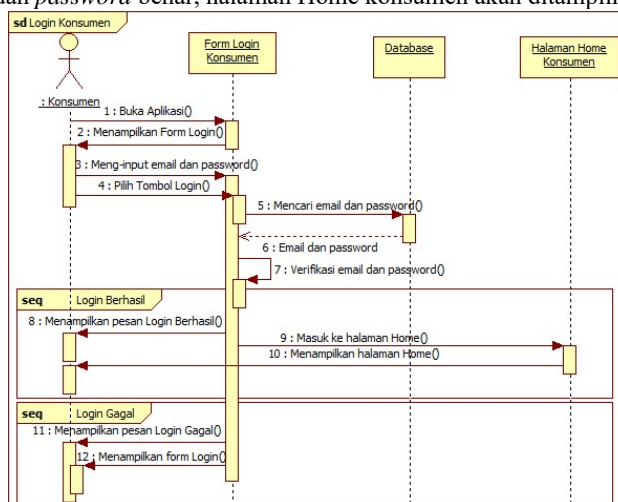 dan password benar, halaman Home konsumen akan ditampil
sd Login Konsumen
Form Login
Konsumen
Database
Halaman Home
Konsumen
: Konsumen
1 : Buka Aplikasi()
2 : Menampilkan Form Login()
3 : Meng-input email dan password()
4 : Pilih Tombol Login()
5 : Mencari email dan password()
6 : Email dan password
7 : Verifikasi email dan password()
seq Login Berhasil
8 : Menampilkan pesan Login Berhasil()
9 : Masuk ke halaman Home()
10 : Menampilkan halaman Home()
seq Login Gagal
11 : Menampilkan pesan Login Gagal()
12 : Menampilkan form Login()